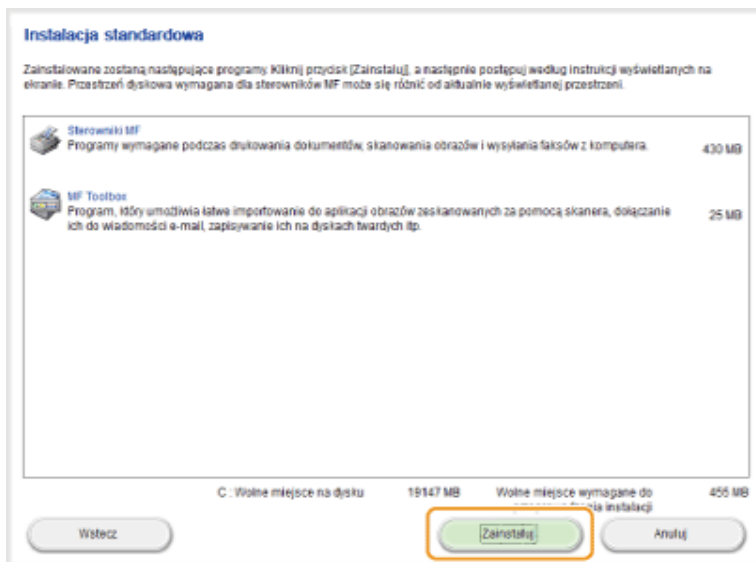 Instalacja standardowa
Zainstalowane zostaną następujące programy. Kliknij przycisk [Zainstaluj], a następnie postępuj według instrukcji wyświetlanych na
ekranie. Przestrzeń dyskowa wymagana dla sterowników MF może się różnić od aktualnie wyświetlanej przestrzeni.
Sterowniki MF
Programy wymagane podczas drukowania dokumentów, skanowania obrazów i wysyłania faksów z komputera.
430 MB
MF Toolbox
Program, który umożliwia łatwe importowanie do aplikacji obrazów zeskanowanych za pomocą skanera, dołączanie
ich do wiadomości e-mail, zapisywanie ich na dyskach twardych itp.
25 MB
C : Wolne miejsce na dysku 19147 MB Wolne miejsce wymagane do 455 MB
instalacji
Wstecz Zainstaluj Anuluj